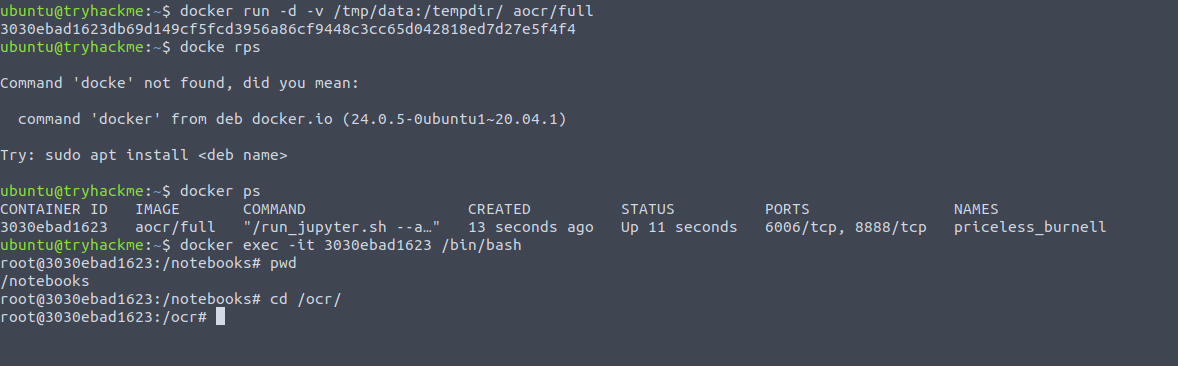 ubuntu@tryhackme:~$ docker run -d -v /tmp/data:/tempdir/ aocr/full
3030ebad1623db69d149cf5fcd3956a86cf9448c3cc65d042818ed7d27e5f4f4
ubuntu@tryhackme:~$ docke rps
Command 'docke' not found, did you mean:
command 'docker' from deb docker.io (24.0.5-0ubuntu1~20.04.1)
Try: sudo apt install <deb name>
ubuntu@tryhackme:~$ docker ps
CONTAINER ID IMAGE COMMAND CREATED STATUS PORTS NAMES
3030ebad1623 aocr/full "/run_jupyter.sh --a…" 13 seconds ago Up 11 seconds 6006/tcp, 8888/tcp priceless_burnell
ubuntu@tryhackme:~$ docker exec -it 3030ebad1623 /bin/bash
root@3030ebad1623:/notebooks# pwd
/notebooks
root@3030ebad1623:/notebooks# cd /ocr/
root@3030ebad1623:/ocr#